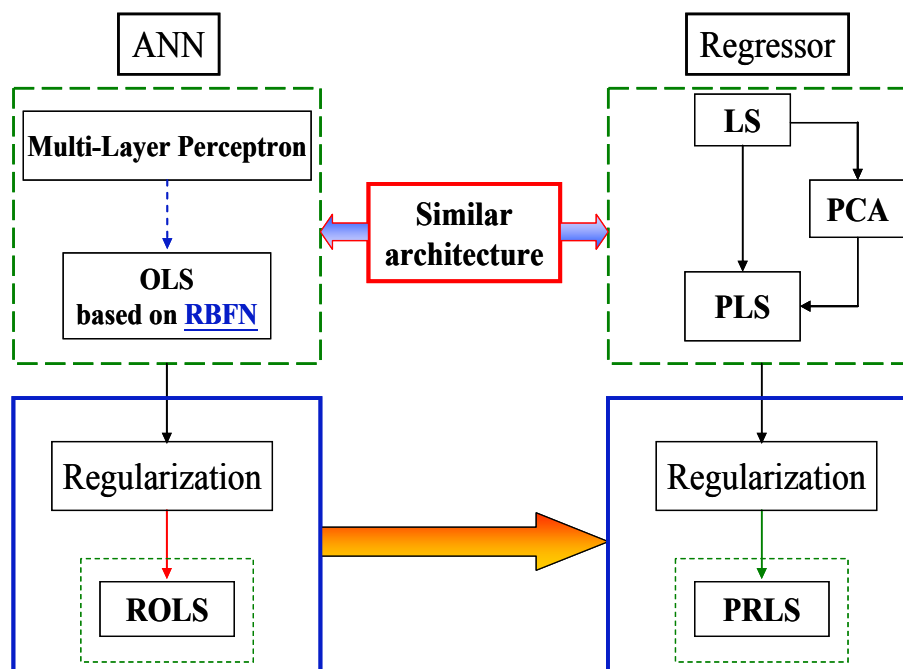 ANN
Regressor
Multi-Layer Perceptron
OLS
based on RBFN
Similar
architecture
LS
PCA
PLS
Regularization
ROLS
Regularization
PRLS